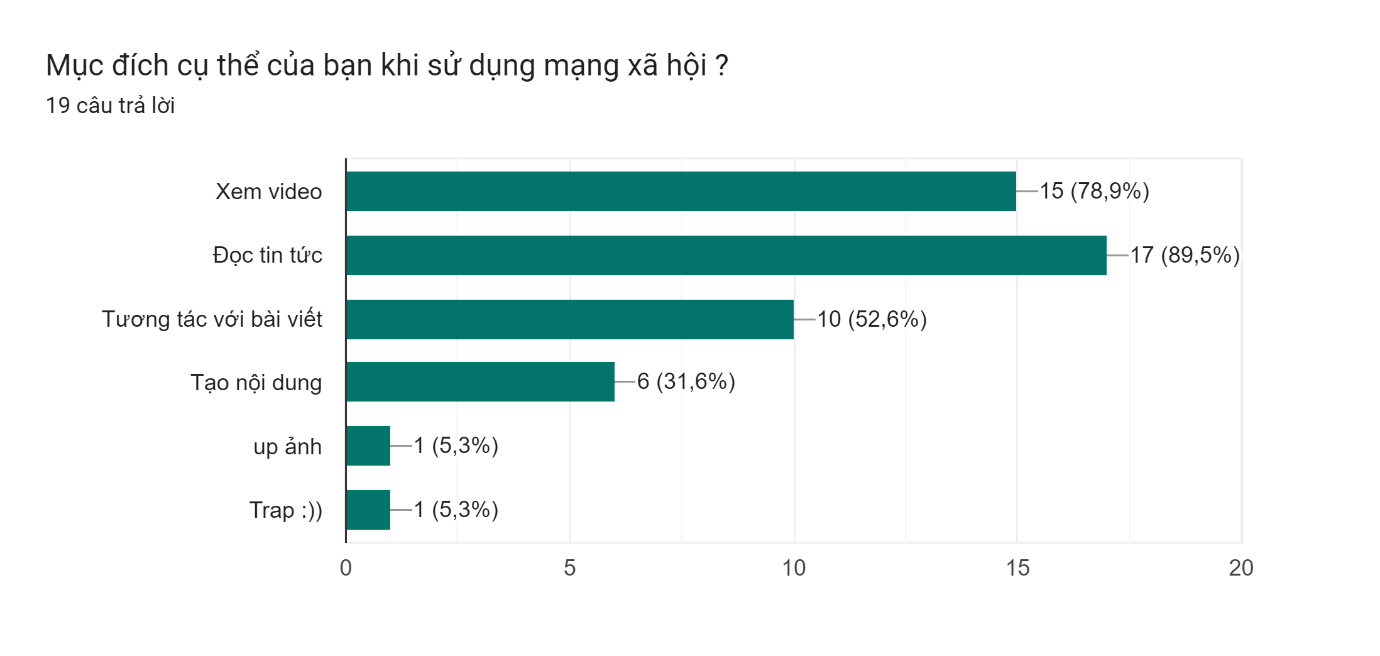 Mục đích cụ thể của bạn khi sử dụng mạng xã hội ?
19 câu trả lời
Xem video 15 (78,9%)
Đọc tin tức 17 (89,5%)
Tương tác với bài viết 10 (52,6%)
Tạo nội dung 6 (31,6%)
up ảnh 1 (5,3%)
Trap :)) 1 (5,3%)
0 5 10 15 20